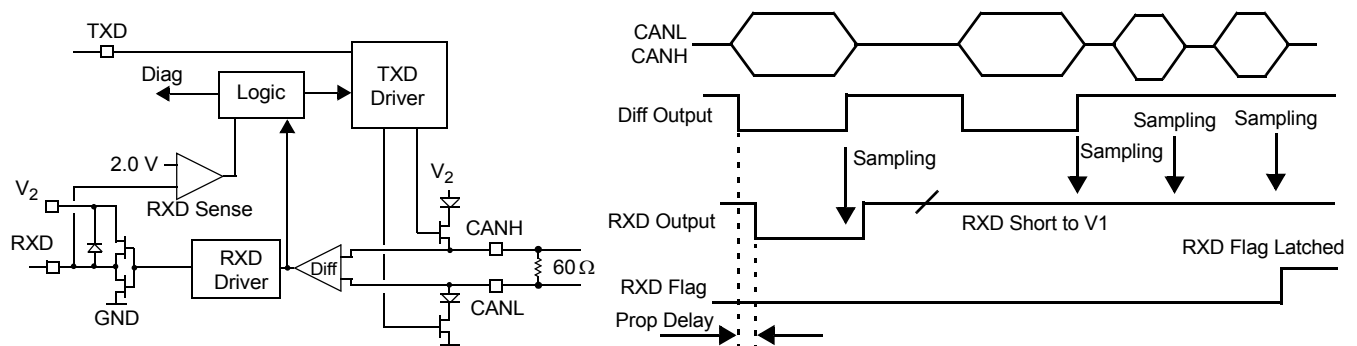 TXD
Diag
Logic
TXD
Driver
2.0 V
RXD Sense
V2
V2
RXD
GND
RXD
Driver
Diff
CANH
60 Ω
CANL
CANL
CANH
Diff Output
Sampling
Sampling
Sampling
Sampling
RXD Output
RXD Short to V1
RXD Flag Latched
RXD Flag
Prop Delay